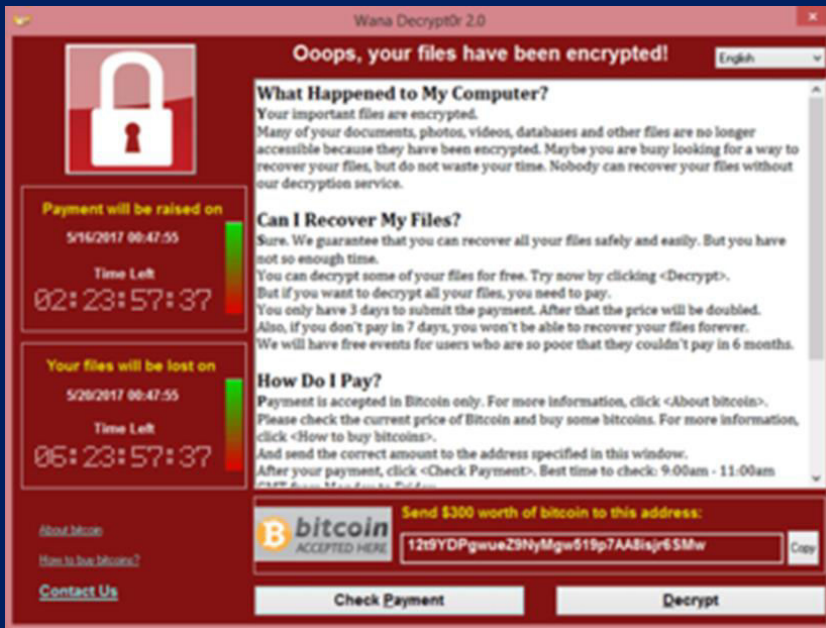 Wana Decrypt0r 2.0
Ooops, your files have been encrypted!
English
What Happened to My Computer?
Your important files are encrypted.
Many of your documents, photos, videos, databases and other files are no longer
accessible because they have been encrypted. Maybe you are busy looking for a way to
recover your files, but do not waste your time. Nobody can recover your files without
our decryption service.
Can I Recover My Files?
Sure. We guarantee that you can recover all your files safely and easily. But you have
not so enough time.
You can decrypt some of your files for free. Try now by clicking <Decrypt>.
But if you want to decrypt all your files, you need to pay.
You only have 3 days to submit the payment. After that the price will be doubled.
Also, if you don't pay in 7 days, you won't be able to recover your files forever.
We will have free events for users who are so poor that they couldn't pay in 6 months.
How Do I Pay?
Payment is accepted in Bitcoin only. For more information, click <About bitcoin>.
Please check the current price of Bitcoin and buy some bitcoins. For more information,
click <How to buy bitcoins>.
And send the correct amount to the address specified in this window.
After your payment, click <Check Payment>. Best time to check: 9:00am - 11:00am
GMT from Monday to Friday
Payment will be raised on
5/16/2017 00:47:55
Time Left
02:23:57:37
Your files will be lost on
5/20/2017 00:47:55
Time Left
06:23:57:37
About bitcoin
How to buy bitcoins?
Contact Us
bitcoin
ACCEPTED HERE
Send $300 worth of bitcoin to this address:
12t9YDPgwueZ9NyMgw519p7AA8isjr6SMw
Copy
Check Payment
Decrypt